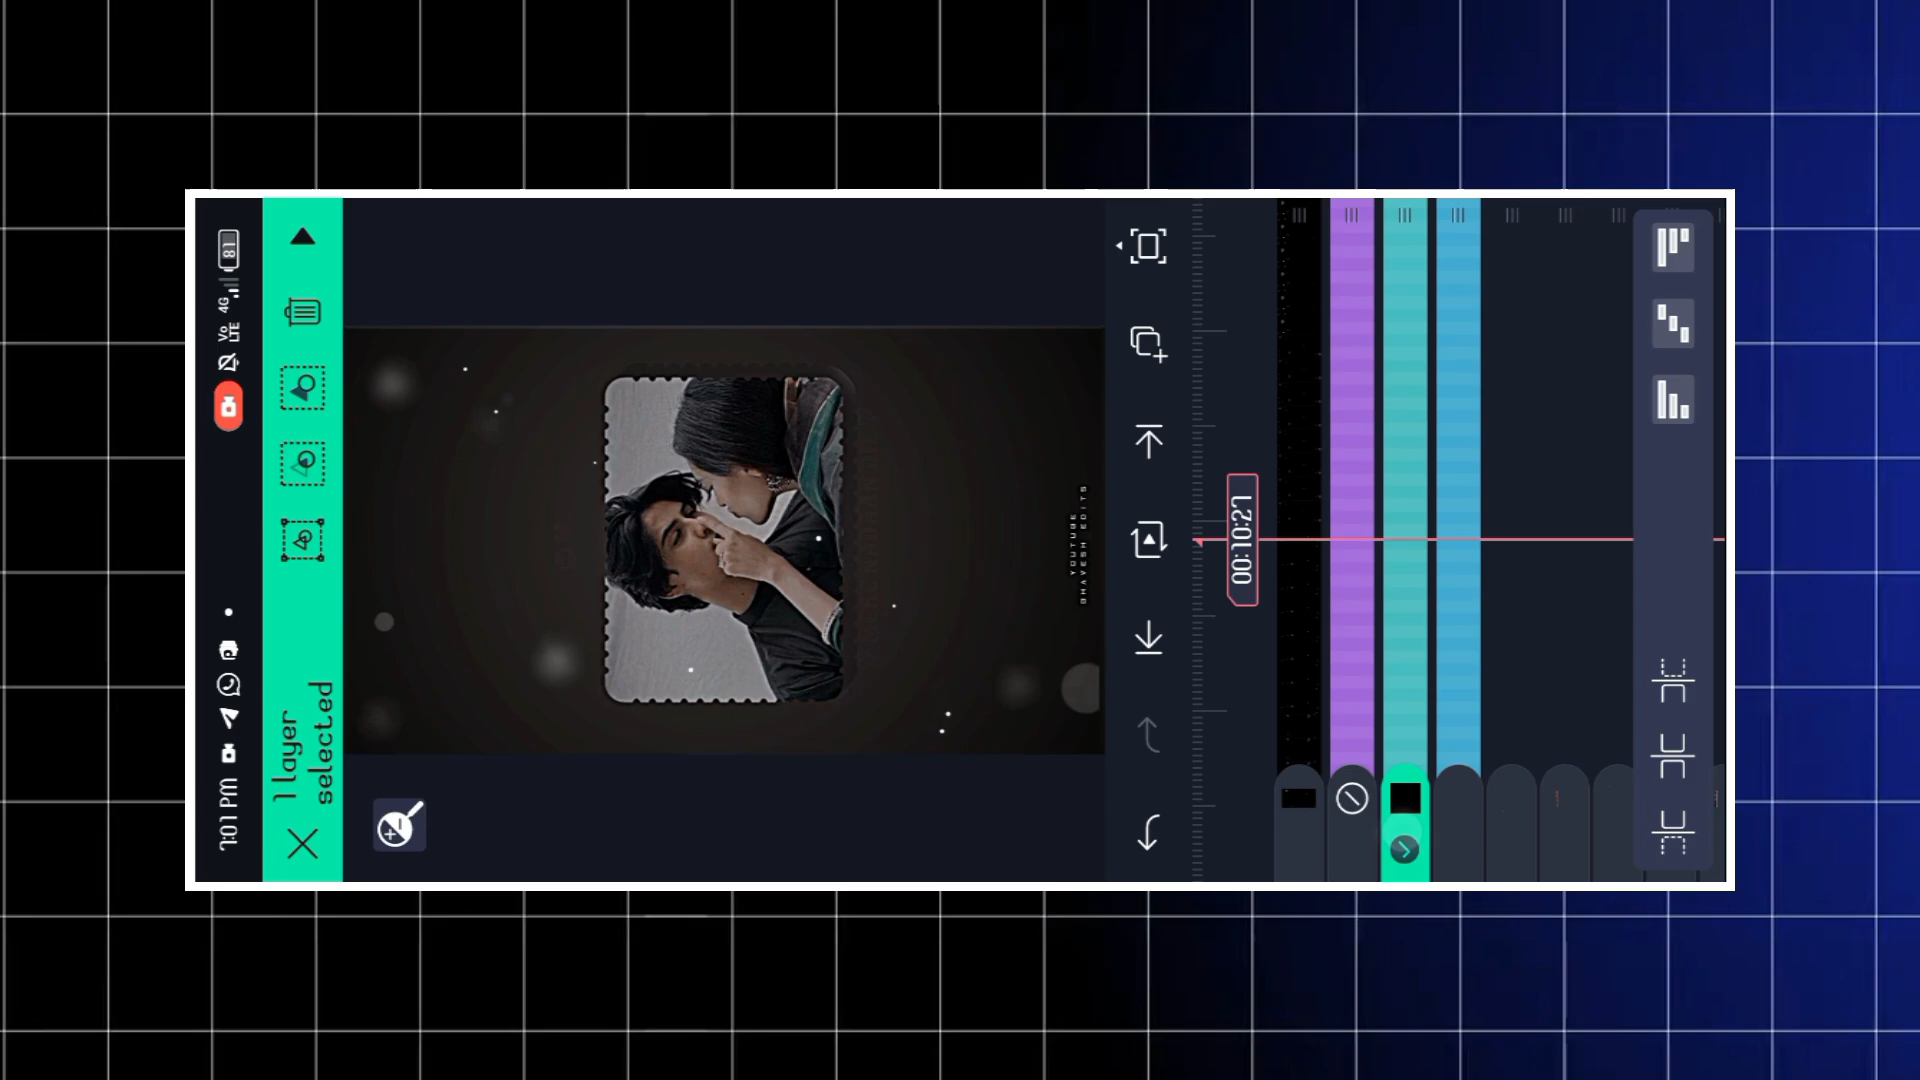 7:01 PM
Vo LTE
4G
81
1 layer
selected
YOUTUBE
BHAVESH EDITS
00:10:27